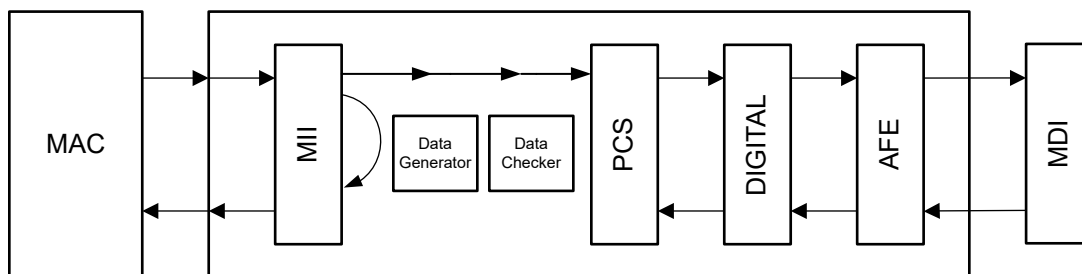 MAC
MII
Data
Generator
Data
Checker
PCS
DIGITAL
AFE
MDI